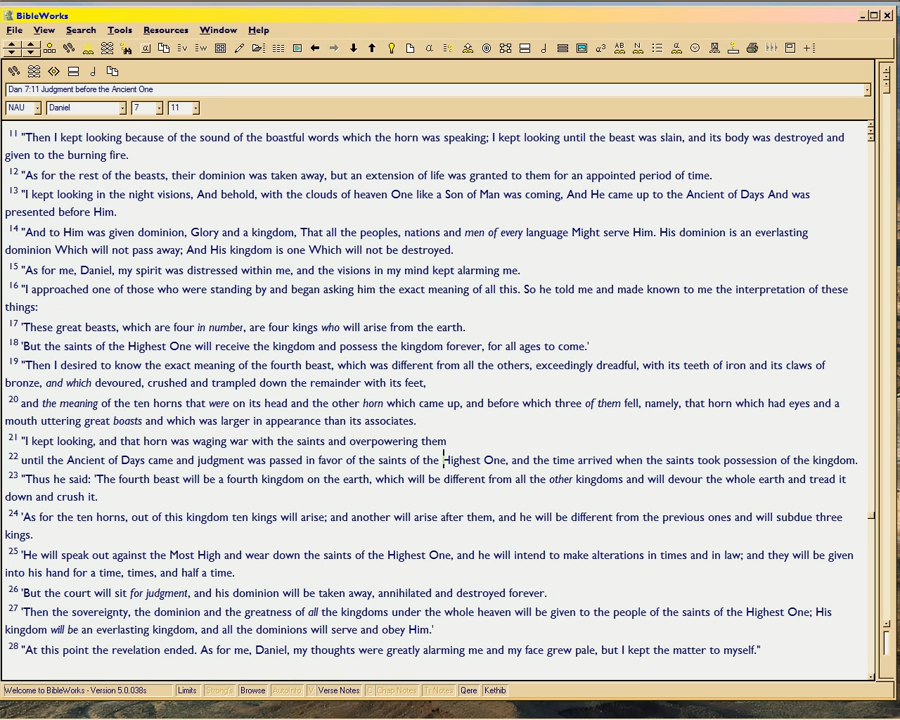 BibleWorks
File View Search Tools Resources Window Help
Dan 7:11 Judgment before the Ancient One
NAU Daniel 7 11
11 "Then I kept looking because of the sound of the boastful words which the horn was speaking; I kept looking until the beast was slain, and its body was destroyed and
given to the burning fire.
12 "As for the rest of the beasts, their dominion was taken away, but an extension of life was granted to them for an appointed period of time.
13 "I kept looking in the night visions, And behold, with the clouds of heaven One like a Son of Man was coming, And He came up to the Ancient of Days And was
presented before Him.
14 "And to Him was given dominion, Glory and a kingdom, That all the peoples, nations and men of every language Might serve Him. His dominion is an everlasting
dominion Which will not pass away; And His kingdom is one Which will not be destroyed.
15 "As for me, Daniel, my spirit was distressed within me, and the visions in my mind kept alarming me.
16 "I approached one of those who were standing by and began asking him the exact meaning of all this. So he told me and made known to me the interpretation of these
things:
17 'These great beasts, which are four in number, are four kings who will arise from the earth.
18 'But the saints of the Highest One will receive the kingdom and possess the kingdom forever, for all ages to come.'
19 "Then I desired to know the exact meaning of the fourth beast, which was different from all the others, exceedingly dreadful, with its teeth of iron and its claws of
bronze, and which devoured, crushed and trampled down the remainder with its feet,
20 and the meaning of the ten horns that were on its head and the other horn which came up, and before which three of them fell, namely, that horn which had eyes and a
mouth uttering great boasts and which was larger in appearance than its associates.
21 "I kept looking, and that horn was waging war with the saints and overpowering them
22 until the Ancient of Days came and judgment was passed in favor of the saints of the Highest One, and the time arrived when the saints took possession of the kingdom.
23 "Thus he said: 'The fourth beast will be a fourth kingdom on the earth, which will be different from all the other kingdoms and will devour the whole earth and tread it
down and crush it.
24 'As for the ten horns, out of this kingdom ten kings will arise; and another will arise after them, and he will be different from the previous ones and will subdue three
kings.
25 'He will speak out against the Most High and wear down the saints of the Highest One, and he will intend to make alterations in times and in law; and they will be given
into his hand for a time, times, and half a time.
26 'But the court will sit for judgment, and his dominion will be taken away, annihilated and destroyed forever.
27 'Then the sovereignty, the dominion and the greatness of all the kingdoms under the whole heaven will be given to the people of the saints of the Highest One; His
kingdom will be an everlasting kingdom, and all the dominions will serve and obey Him.'
28 "At this point the revelation ended. As for me, Daniel, my thoughts were greatly alarming me and my face grew pale, but I kept the matter to myself."
Welcome to BibleWorks - Version 5.0.038s Limits Strong's Browse AutoInfo V Verse Notes C Chap Notes Tr Notes Qere Kethib